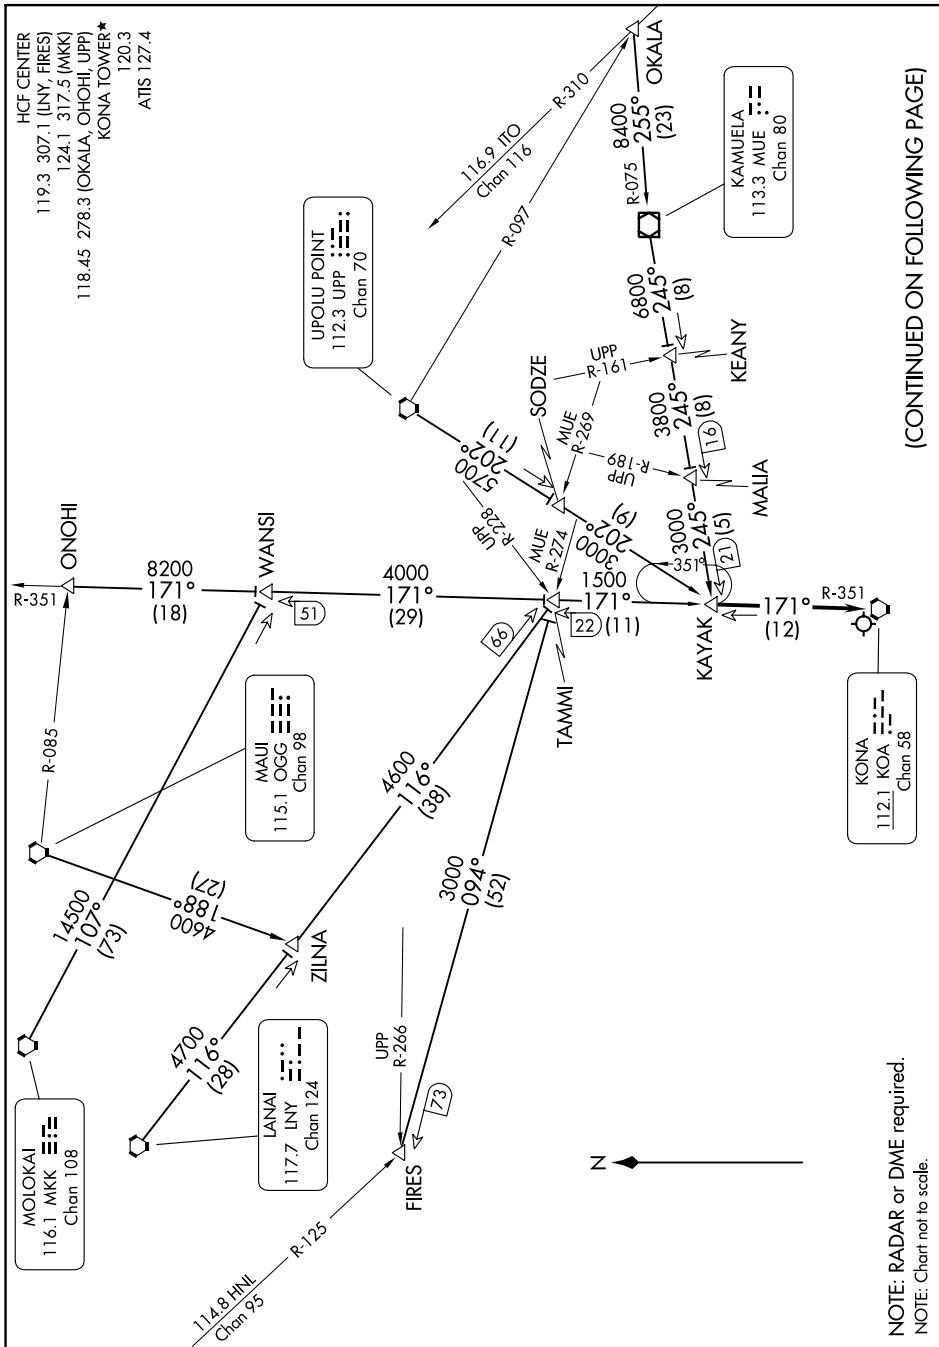 HCF CENTER
119.3 307.1 (LNY, FIRES)
124.1 317.5 (MKK)
118.45 278.3 (OKALA, OHOHI, UPP)
KONA TOWER★
120.3
ATIS 127.4
ONOHI
R-351
8200
171°
(18)
WANSI
51
4000
171°
(29)
R-085
MAUI
115.1 OGG
Chan 98
14500
107°
(73)
4600
188°
(27)
MOLOKAI
116.1 MKK
Chan 108
LANAI
117.7 LNY
Chan 124
4700
116°
(28)
ZILNA
4600
116°
(38)
66
114.8 HNL
Chan 95
R-125
FIRES
UPP
R-266
73
3000
094°
(52)
TAMMI
22
1500
171°
(11)
UPOLU POINT
112.3 UPP
Chan 70
5700
202°
(11)
SODZE
UPP
R-228
MUE
R-274
MUE
R-269
UPP
R-161
UPP
R-189
3000
202°
(9)
351°
116.9 ITO
Chan 116
R-310
R-097
OKALA
8400
255°
(23)
R-075
KAMUELA
113.3 MUE
Chan 80
6800
245°
(8)
KEANY
3800
245°
(8)
16
MALIA
3000
245°
(5)
21
KAYAK
171°
(12)
R-351
KONA
112.1 KOA
Chan 58
N
(CONTINUED ON FOLLOWING PAGE)
NOTE: RADAR or DME required.
NOTE: Chart not to scale.